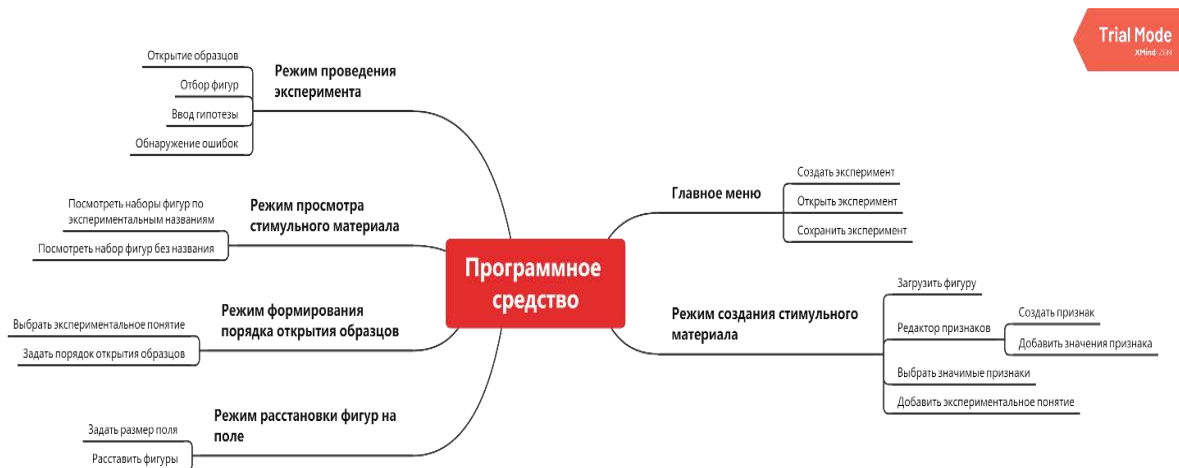 Trial Mode
XMind:ZEN
Открытие образцов
Отбор фигур
Ввод гипотезы
Обнаружение ошибок
Режим проведения
эксперимента
Посмотреть наборы фигур по
экспериментальным названиям
Посмотреть набор фигур без названия
Режим просмотра
стимульного материала
Выбрать экспериментальное понятие
Задать порядок открытия образцов
Режим формирования
порядка открытия образцов
Задать размер поля
Расставить фигуры
Режим расстановки фигур на
поле
Программное
средство
Главное меню
Создать эксперимент
Открыть эксперимент
Сохранить эксперимент
Режим создания стимульного
материала
Загрузить фигуру
Редактор признаков
Создать признак
Добавить значения признака
Выбрать значимые признаки
Добавить экспериментальное понятие